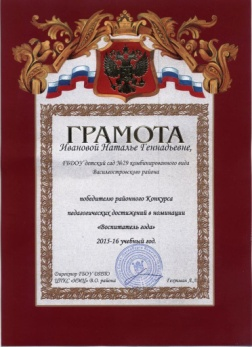 ГРАМОТА
Ивановой Наталье Геннадьевне,
ГБДОУ детский сад №29 комбинированного вида
Василеостровского района
победителю районного Конкурса
педагогических достижений в номинации
«Воспитатель года»
2015-16 учебный год.
Директор ГБОУ ДППО
ЦПКС «ИМЦ» В.О. района